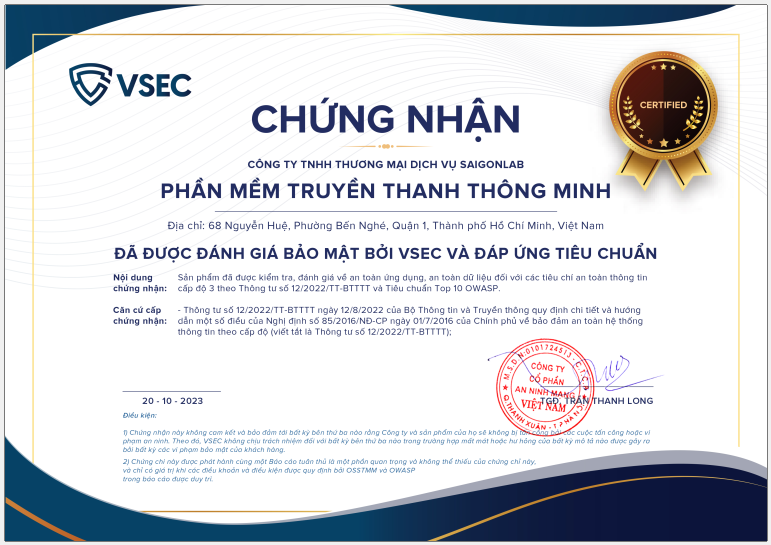 VSEC
CERTIFIED
CHỨNG NHẬN
CÔNG TY TNHH THƯƠNG MẠI DỊCH VỤ SAIGONLAB
PHẦN MỀM TRUYỀN THANH THÔNG MINH
Địa chỉ: 68 Nguyễn Huệ, Phường Bến Nghé, Quận 1, Thành phố Hồ Chí Minh, Việt Nam
ĐÃ ĐƯỢC ĐÁNH GIÁ BẢO MẬT BỞI VSEC VÀ ĐÁP ỨNG TIÊU CHUẨN
Nội dung chứng nhận:
Sản phẩm đã được kiểm tra, đánh giá về an toàn ứng dụng, an toàn dữ liệu đối với các tiêu chí an toàn thông tin
cấp độ 3 theo Thông tư số 12/2022/TT-BTTTT và Tiêu chuẩn Top 10 OWASP.
Căn cứ cấp chứng nhận:
- Thông tư số 12/2022/TT-BTTTT ngày 12/8/2022 của Bộ Thông tin và Truyền thông quy định chi tiết và hướng
dẫn một số điều của Nghị định số 85/2016/NĐ-CP ngày 01/7/2016 của Chính phủ về bảo đảm an toàn hệ thống
thông tin theo cấp độ (viết tắt là Thông tư số 12/2022/TT-BTTTT);
M.S.D.N-0101724513-C.T.C.P
CÔNG TY
CỔ PHẦN
AN NINH MẠNG
VIỆT NAM
Q.THANH XUÂN - T.P HÀ NỘI
20 - 10 - 2023
TGĐ. TRẦN THANH LONG
Điều kiện:
1) Chứng nhận này không cam kết và bảo đảm tới bất kỳ bên thứ ba nào rằng Công ty và sản phẩm của họ sẽ không bị tấn công bởi các cuộc tấn công hoặc vi
phạm an ninh. Theo đó, VSEC không chịu trách nhiệm đối với bất kỳ bên thứ ba nào trong trường hợp mất mát hoặc hư hỏng của bất kỳ mô tả nào được gây ra
bởi bất kỳ các vi phạm bảo mật của khách hàng.
2) Chứng chỉ này được phát hành cùng một Báo cáo tuân thủ là một phần quan trọng và không thể thiếu của chứng chỉ này,
và chỉ có giá trị khi các điều khoản và điều kiện được quy định bởi OSSTMM và OWASP
trong báo cáo được duy trì.